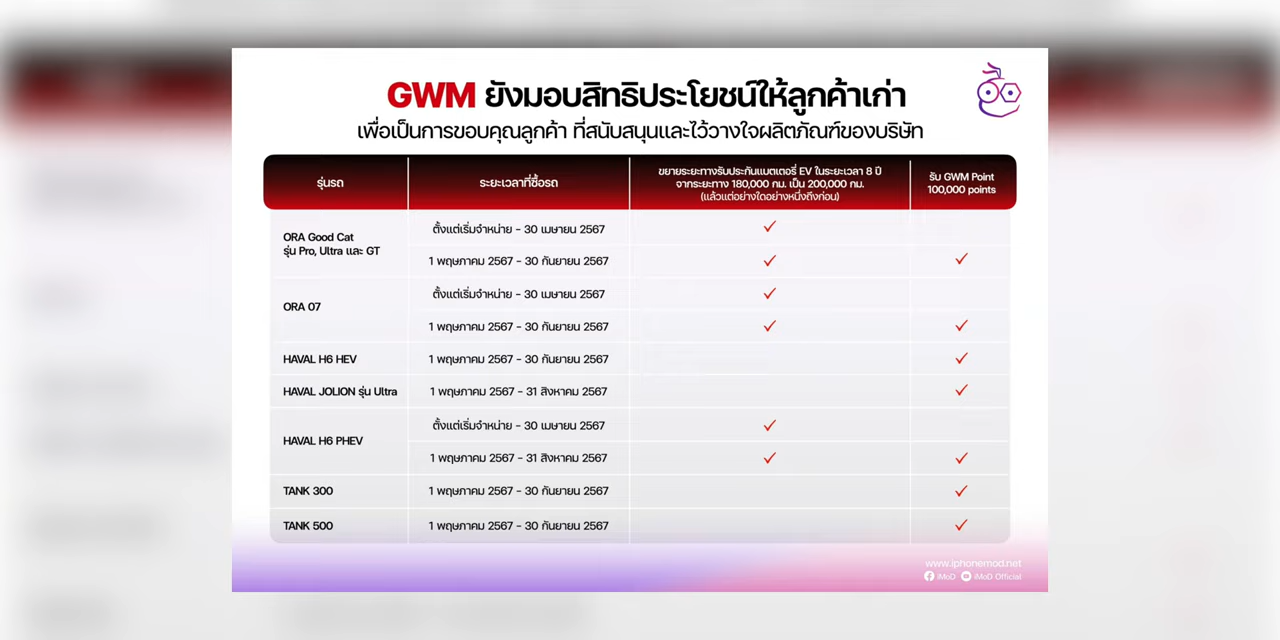 GWM ยังมอบสิทธิประโยชน์ให้ลูกค้าเก่า
เพื่อเป็นการขอบคุณลูกค้า ที่สนับสนุนและไว้วางใจผลิตภัณฑ์ของบริษัท
รุ่นรถ
ระยะเวลาที่ซื้อรถ
ขยายระยะทางรับประกันแบตเตอรี่ EV ในระยะเวลา 8 ปี
จากระยะทาง 180,000 กม. เป็น 200,000 กม.
(แล้วแต่อย่างใดอย่างหนึ่งถึงก่อน)
รับ GWM Point
100,000 points
ORA Good Cat
รุ่น Pro, Ultra และ GT
ตั้งแต่เริ่มจำหน่าย - 30 เมษายน 2567 ✓
1 พฤษภาคม 2567 - 30 กันยายน 2567 ✓ ✓
ORA 07
ตั้งแต่เริ่มจำหน่าย - 30 เมษายน 2567 ✓
1 พฤษภาคม 2567 - 30 กันยายน 2567 ✓ ✓
HAVAL H6 HEV 1 พฤษภาคม 2567 - 30 กันยายน 2567 ✓
HAVAL JOLION รุ่น Ultra 1 พฤษภาคม 2567 - 31 สิงหาคม 2567 ✓
HAVAL H6 PHEV
ตั้งแต่เริ่มจำหน่าย - 30 เมษายน 2567 ✓
1 พฤษภาคม 2567 - 31 สิงหาคม 2567 ✓ ✓
TANK 300 1 พฤษภาคม 2567 - 30 กันยายน 2567 ✓
TANK 500 1 พฤษภาคม 2567 - 30 กันยายน 2567 ✓
www.iphonemod.net
iMoD iMoD Official